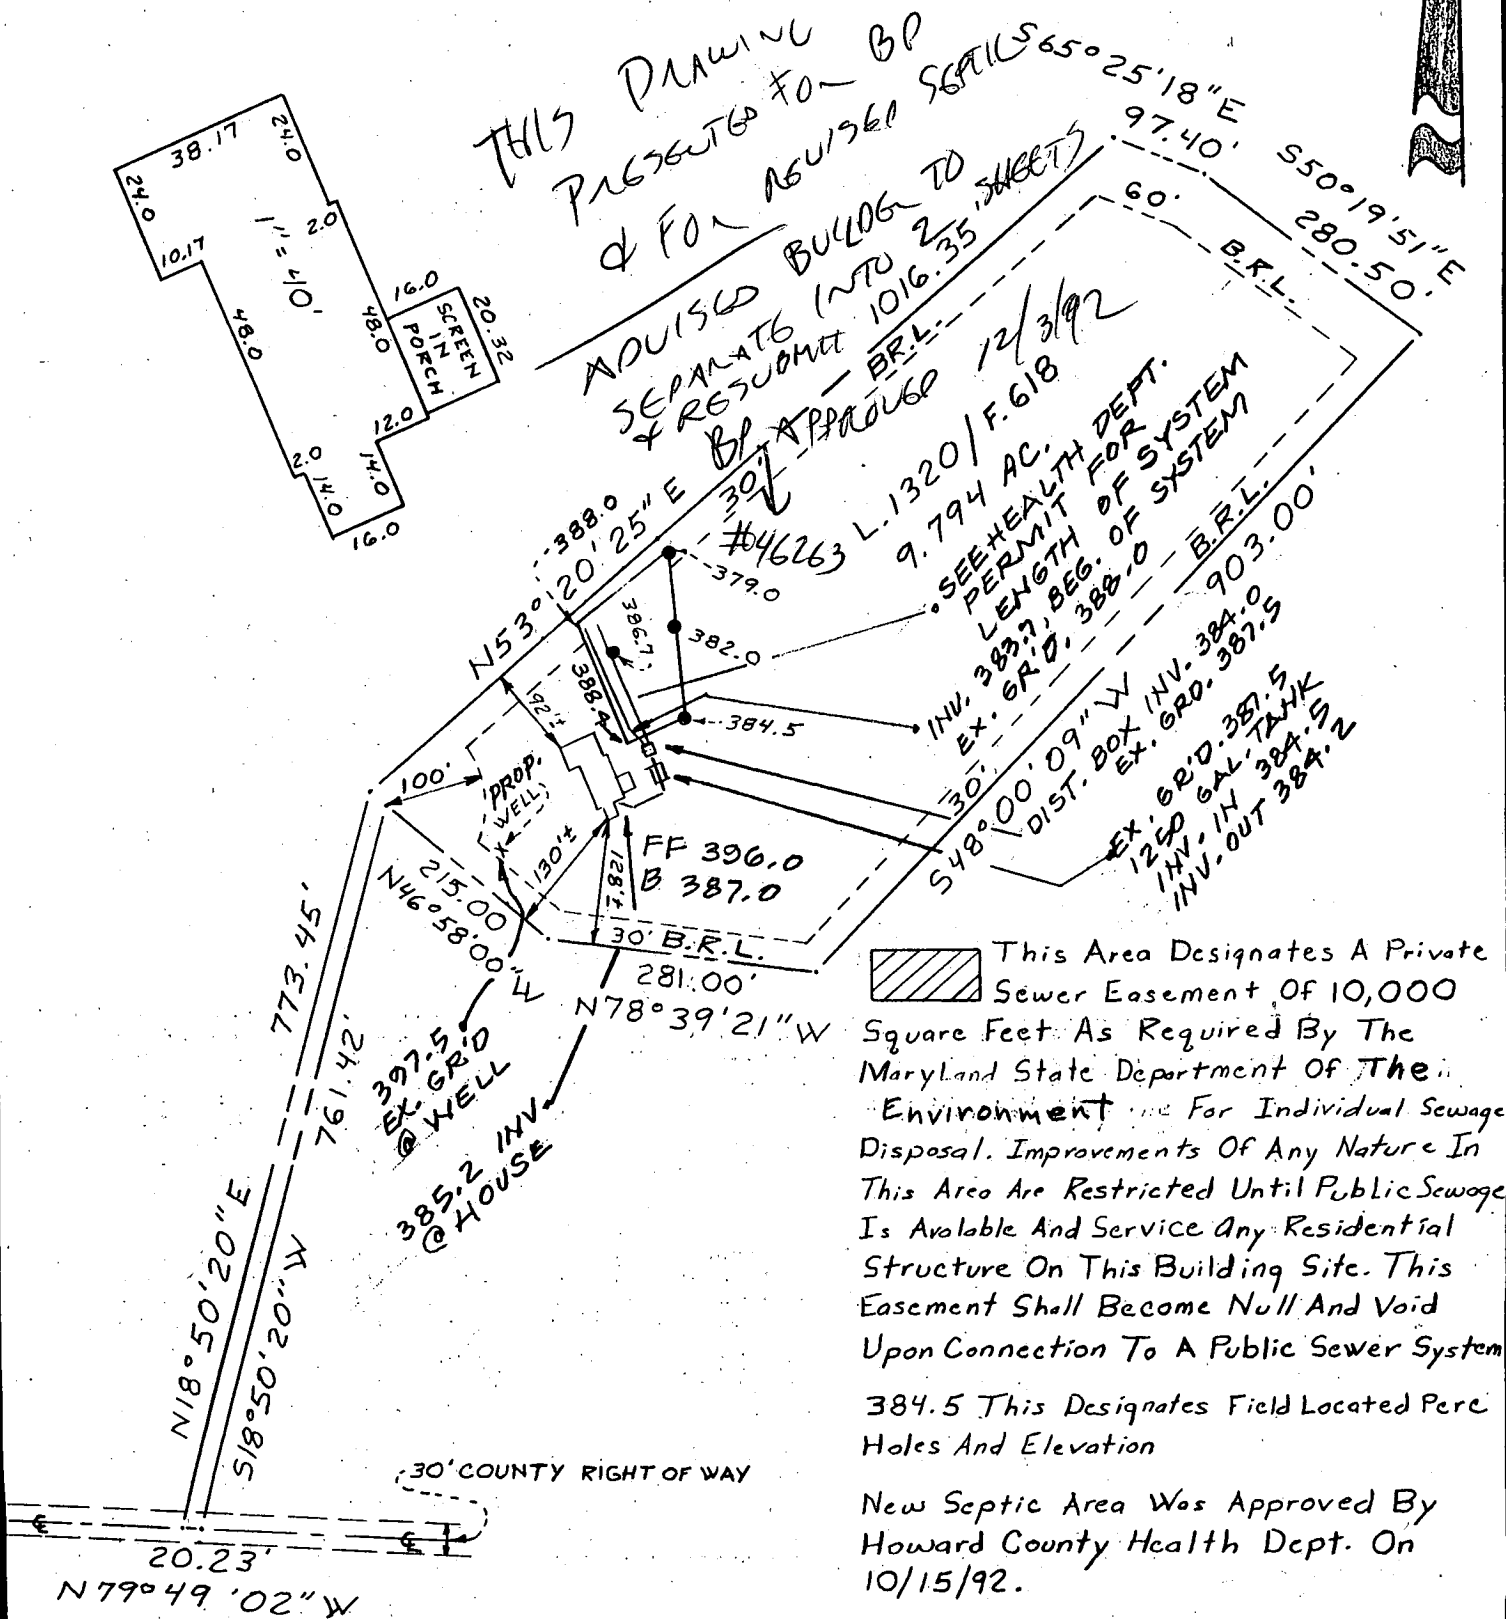 THIS DRAWING
PRESENTED FOR BP
& FOR REVISED SEPTIC
ADVISED BUILDER TO
SEPARATE INTO 2 SHEETS
& RESUBMIT
BP APPROVED 12/3/92
#046263
S65°25'18"E
97.40'
S50°19'51"E
280.50'
60'
B.R.L.
38.17
24.0
24.0
2.0
10.17
1"=40'
16.0
20.32
SCREEN
IN
PORCH
48.0
48.0
12.0
2.0
14.0
14.0
16.0
1016.35
B.R.L.
30'
N53°20'25"E
388.0
L.1320/F.618
9.794 AC.
379.0
386.7
382.0
388.4
384.5
SEE HEALTH DEPT.
PERMIT FOR
LENGTH OF SYSTEM
INV. 383.7, BEG. OF SYSTEM
EX. GR'D. 388.0
B.R.L.
903.00'
S48°00'09"W
30'
DIST. BOX INV. 384.0
EX. GRD. 387.5
EX. GR'D. 387.5
1250 GAL. TANK
INV. IN 384.5
INV. OUT 384.2
92'±
100'
PROP.
WELL
130'±
128'±
FF 396.0
B 387.0
215.00
N46°58'00"W
30' B.R.L.
281.00'
N78°39'21"W
397.5
EX. GR'D
@ WELL
385.2 INV.
@ HOUSE
773.45'
761.42'
N18°50'20"E
S18°50'20"W
30' COUNTY RIGHT OF WAY
20.23'
N79°49'02"W
This Area Designates A Private
Sewer Easement Of 10,000
Square Feet As Required By The
Maryland State Department Of The
Environment For Individual Sewage
Disposal. Improvements Of Any Nature In
This Area Are Restricted Until Public Sewage
Is Avalable And Service Any Residential
Structure On This Building Site. This
Easement Shall Become Null And Void
Upon Connection To A Public Sewer System
384.5 This Designates Field Located Perc
Holes And Elevation
New Septic Area Was Approved By
Howard County Health Dept. On
10/15/92.